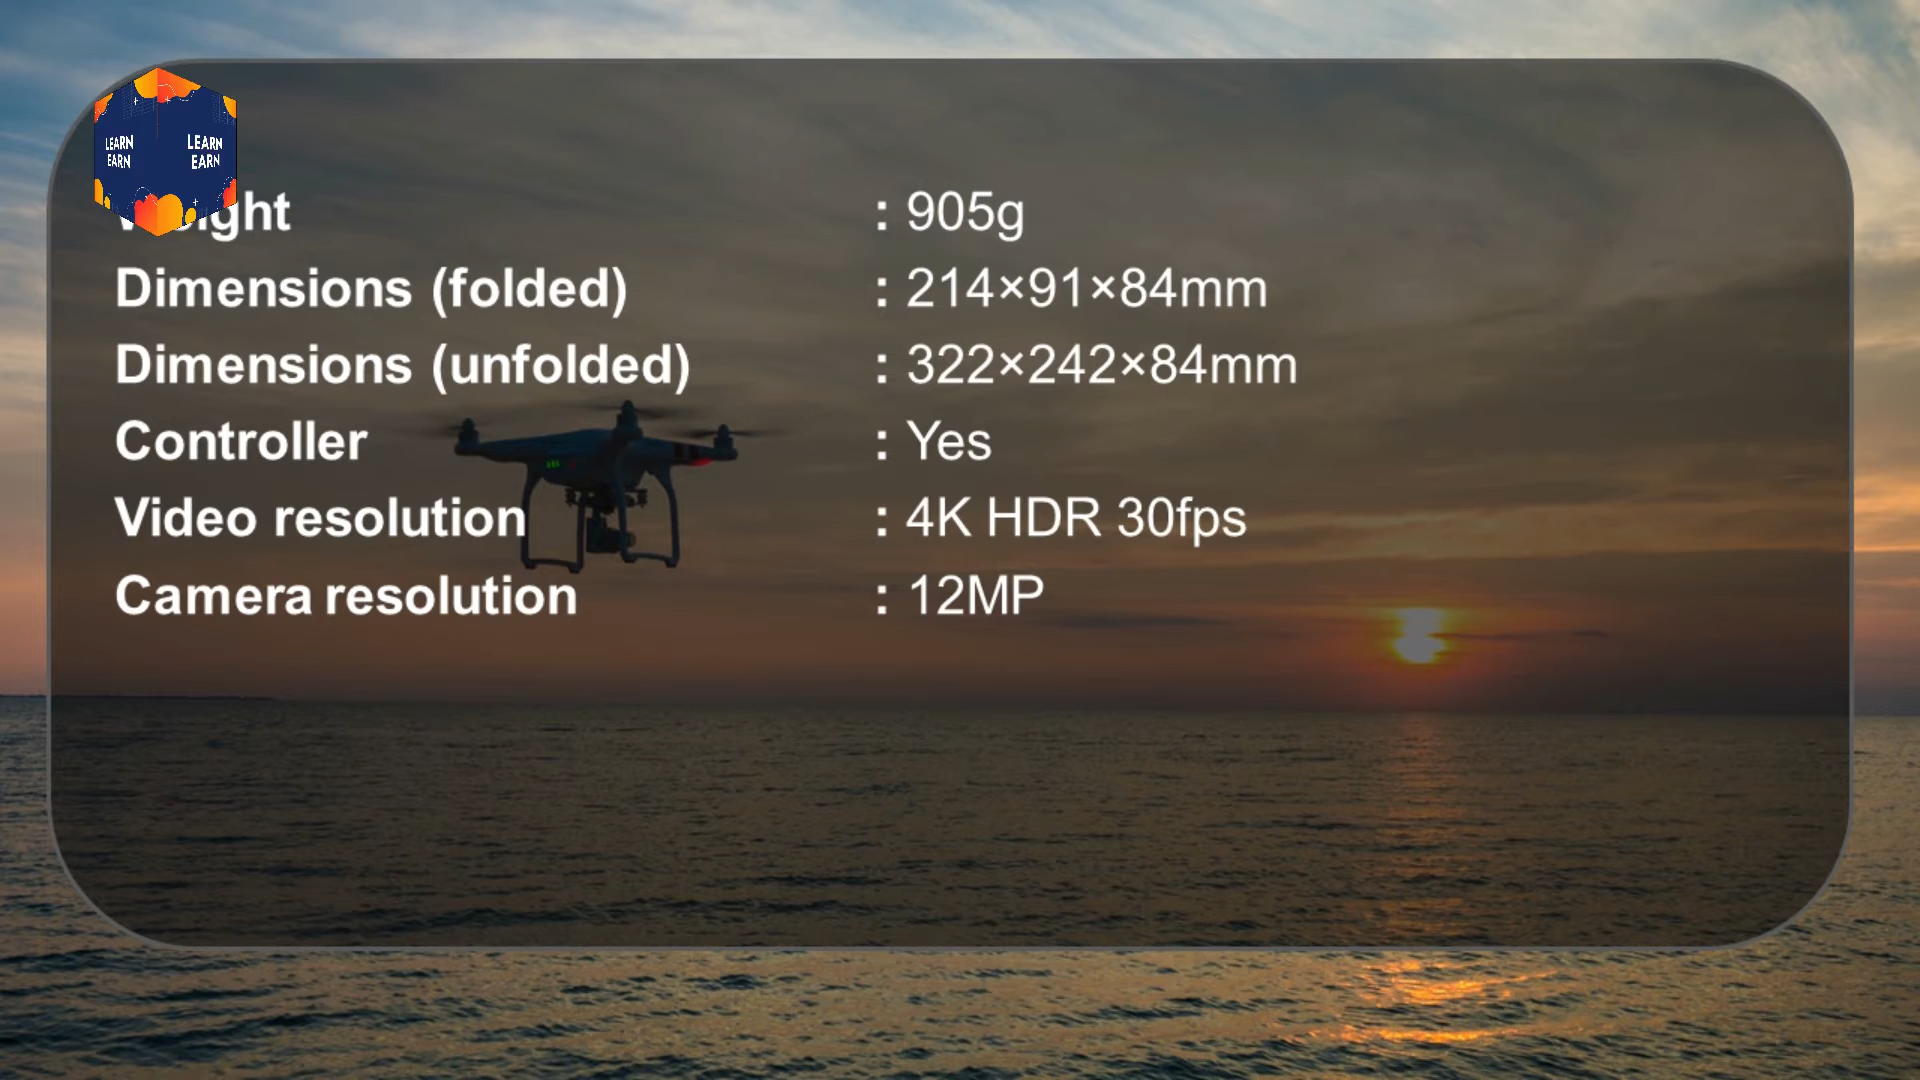 LEARN EARN
LEARN EARN
: 905g
Dimensions (folded) : 214×91×84mm
Dimensions (unfolded) : 322×242×84mm
Controller : Yes
Video resolution : 4K HDR 30fps
Camera resolution : 12MP